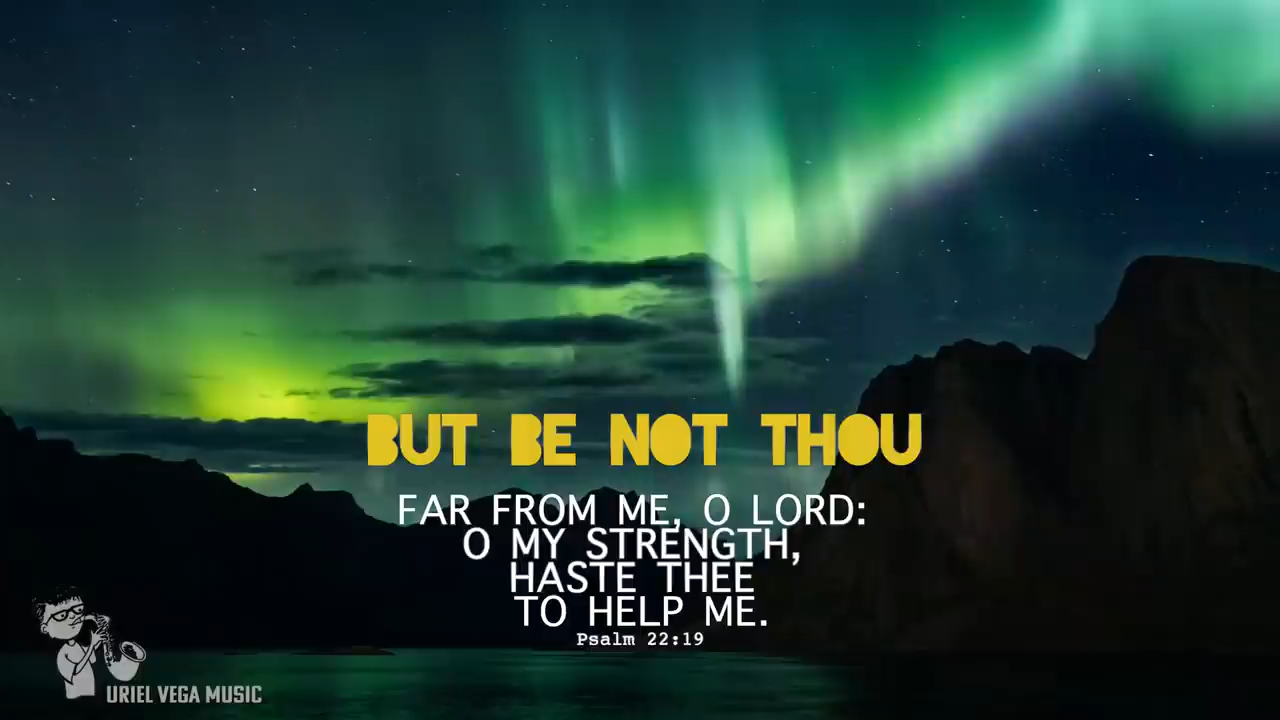 BUT BE NOT THOU
FAR FROM ME, O LORD:
O MY STRENGTH,
HASTE THEE
TO HELP ME.
Psalm 22:19
URIEL VEGA MUSIC